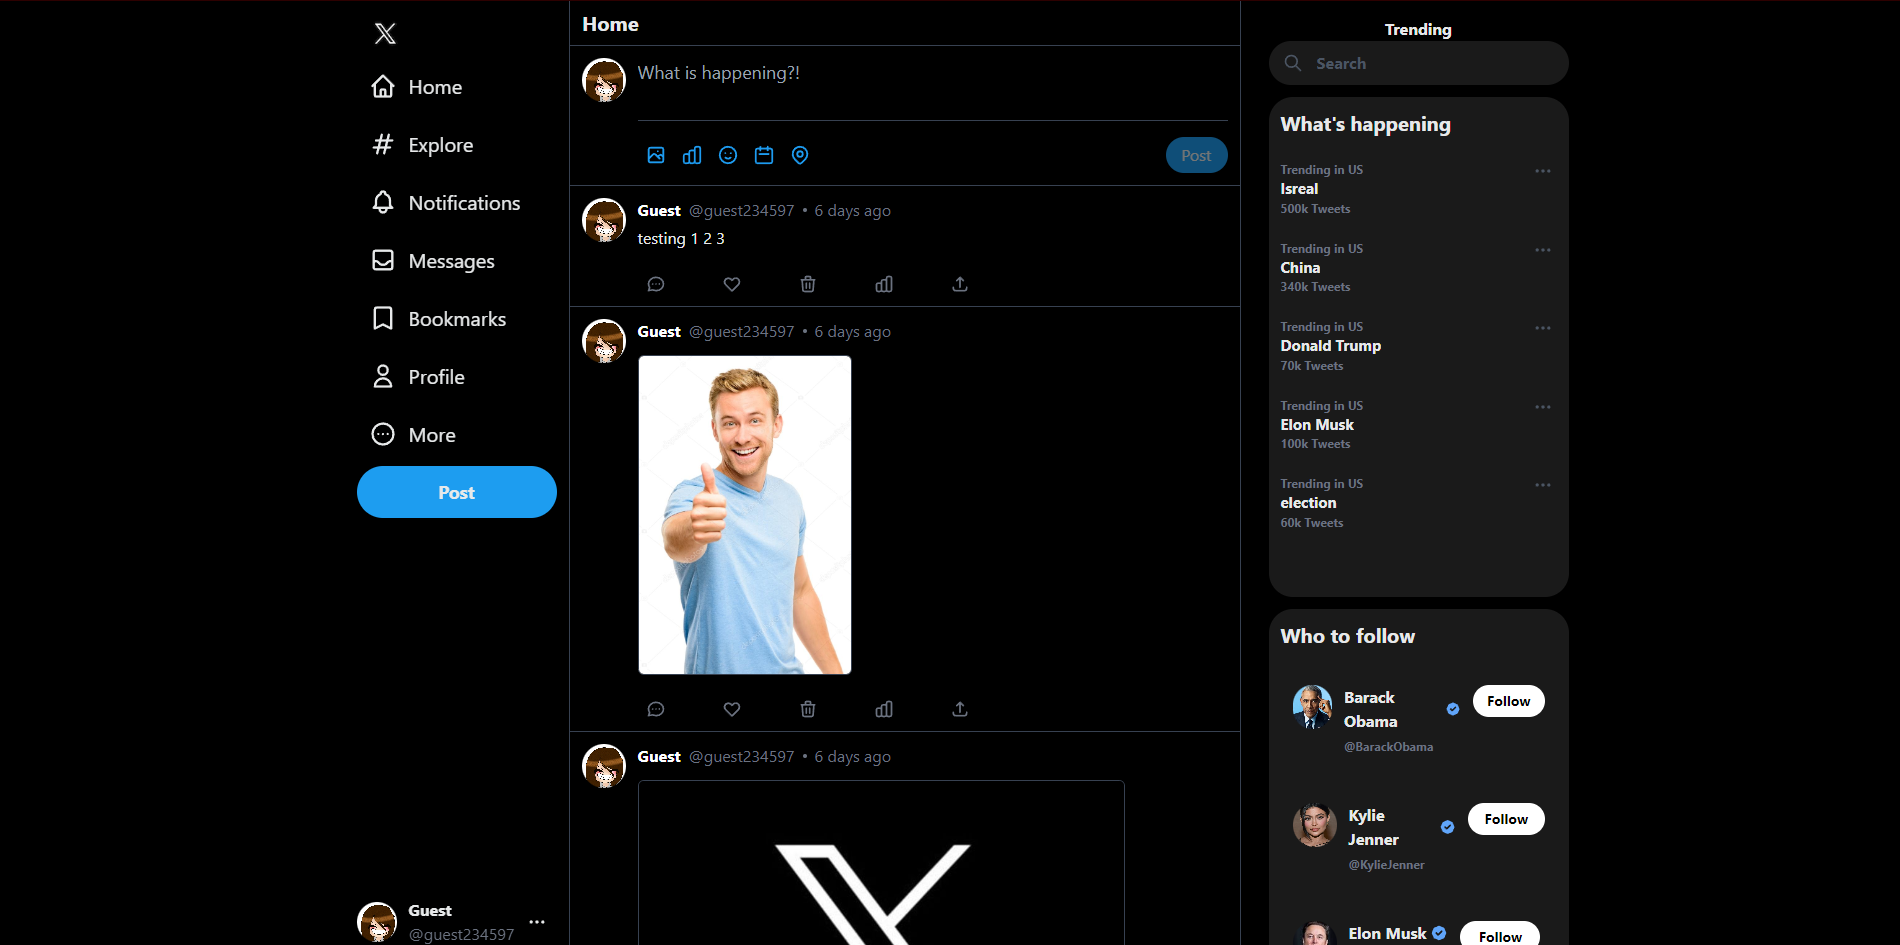 Home
Explore
Notifications
Messages
Bookmarks
Profile
More
Post
Guest
@guest234597
Home
What is happening?!
Post
Guest @guest234597 • 6 days ago
testing 1 2 3
Guest @guest234597 • 6 days ago
Guest @guest234597 • 6 days ago
Trending
Search
What's happening
Trending in US
Isreal
500k Tweets
Trending in US
China
340k Tweets
Trending in US
Donald Trump
70k Tweets
Trending in US
Elon Musk
100k Tweets
Trending in US
election
60k Tweets
Who to follow
Barack
Obama
@BarackObama
Follow
Kylie
Jenner
@KylieJenner
Follow
Elon Musk
Follow